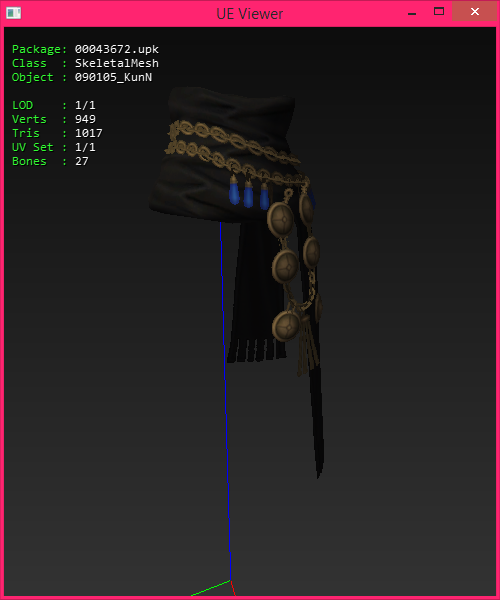 UE Viewer
Package: 00043672.upk
Class  : SkeletalMesh
Object : 090105_KunN
LOD    : 1/1
Verts  : 949
Tris   : 1017
UV Set : 1/1
Bones  : 27